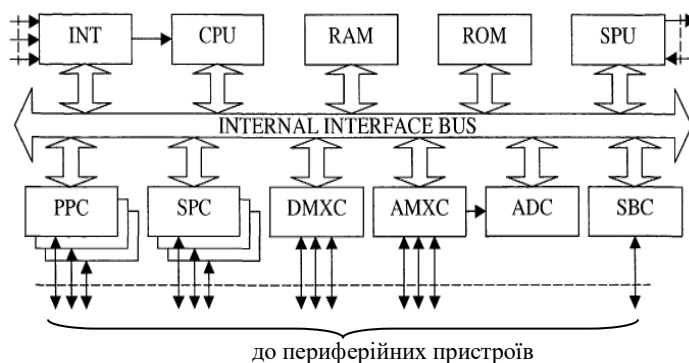 INT CPU RAM ROM SPU
INTERNAL INTERFACE BUS
PPC SPC DMXC AMXC ADC SBC
до периферійних пристроїв